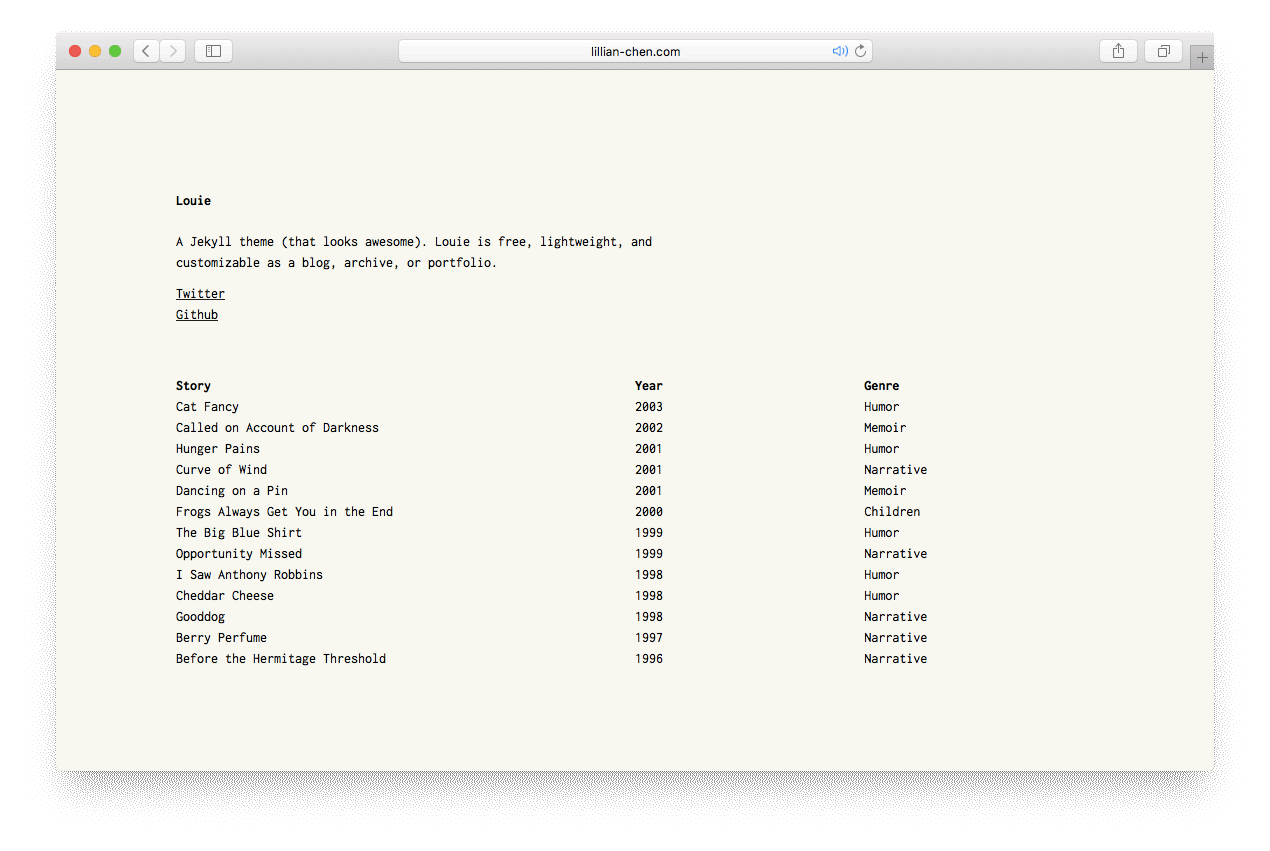 lillian-chen.com
Louie
A Jekyll theme (that looks awesome). Louie is free, lightweight, and
customizable as a blog, archive, or portfolio.
Twitter
Github
Story Year Genre
Cat Fancy 2003 Humor
Called on Account of Darkness 2002 Memoir
Hunger Pains 2001 Humor
Curve of Wind 2001 Narrative
Dancing on a Pin 2001 Memoir
Frogs Always Get You in the End 2000 Children
The Big Blue Shirt 1999 Humor
Opportunity Missed 1999 Narrative
I Saw Anthony Robbins 1998 Humor
Cheddar Cheese 1998 Humor
Gooddog 1998 Narrative
Berry Perfume 1997 Narrative
Before the Hermitage Threshold 1996 Narrative